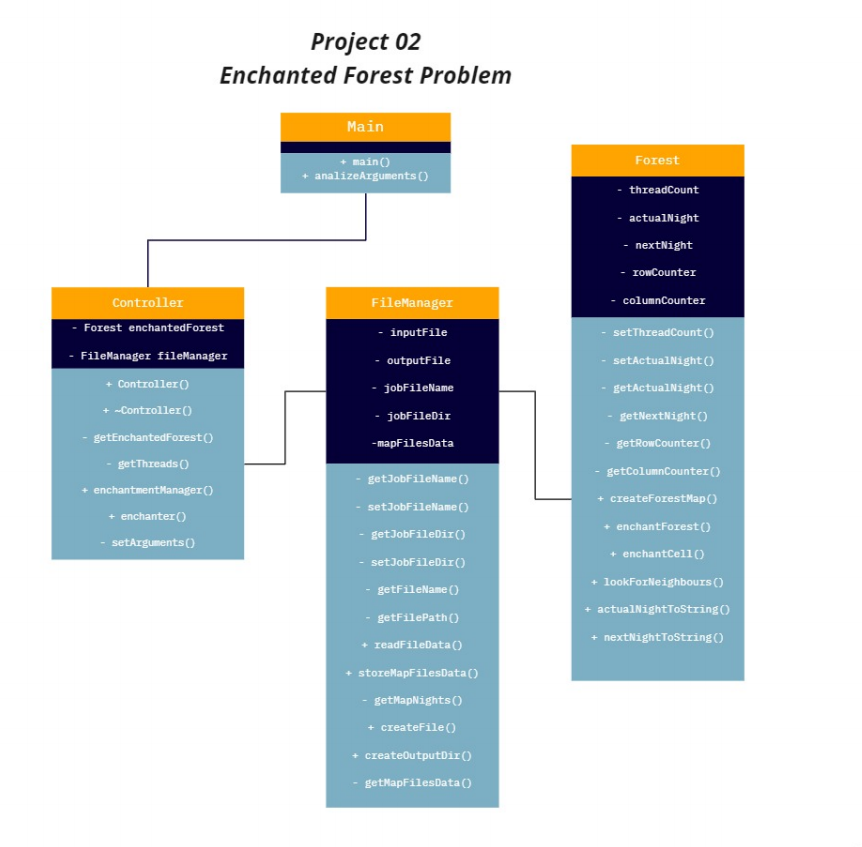 Project 02
Enchanted Forest Problem
Main
+ main()
+ analizeArguments()
Controller
- Forest enchantedForest
- FileManager fileManager
+ Controller()
+ ~Controller()
- getEnchantedForest()
- getThreads()
+ enchantmentManager()
+ enchanter()
- setArguments()
FileManager
- inputFile
- outputFile
- jobFileName
- jobFileDir
-mapFilesData
- getJobFileName()
- setJobFileName()
- getJobFileDir()
- setJobFileDir()
- getFileName()
- getFilePath()
+ readFileData()
+ storeMapFilesData()
- getMapNights()
+ createFile()
+ createOutputDir()
- getMapFilesData()
Forest
- threadCount
- actualNight
- nextNight
- rowCounter
- columnCounter
- setThreadCount()
- setActualNight()
- getActualNight()
- getNextNight()
- getRowCounter()
- getColumnCounter()
+ createForestMap()
+ enchantForest()
+ enchantCell()
+ lookForNeighbours()
+ actualNightToString()
+ nextNightToString()